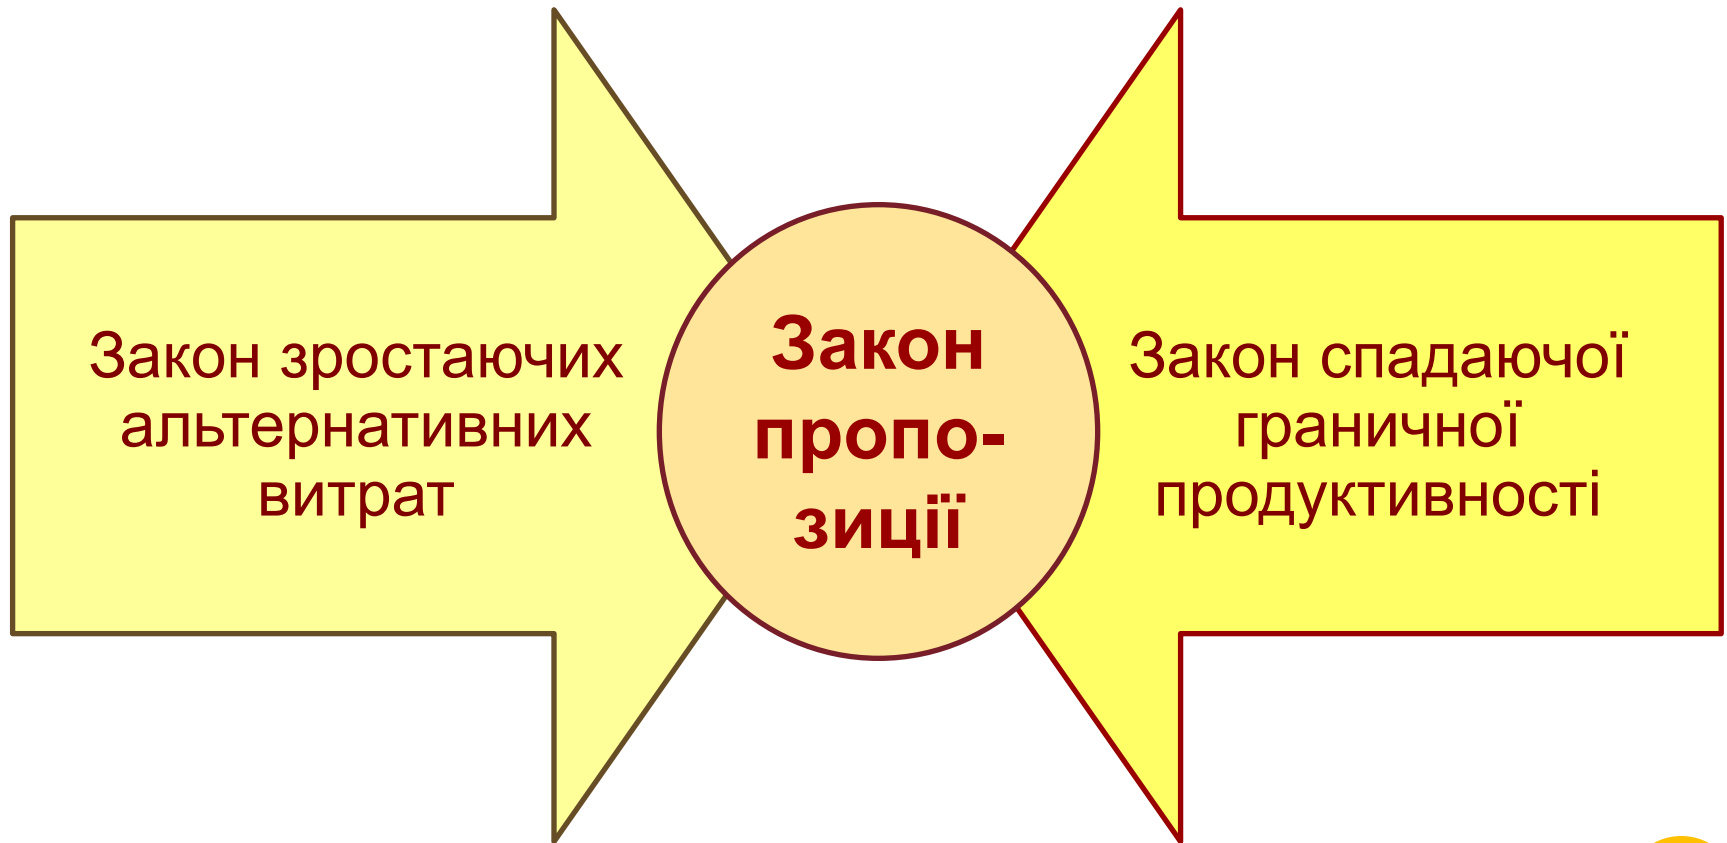 Закон зростаючих
альтернативних
витрат
Закон
пропо-
зиції
Закон спадаючої
граничної
продуктивності